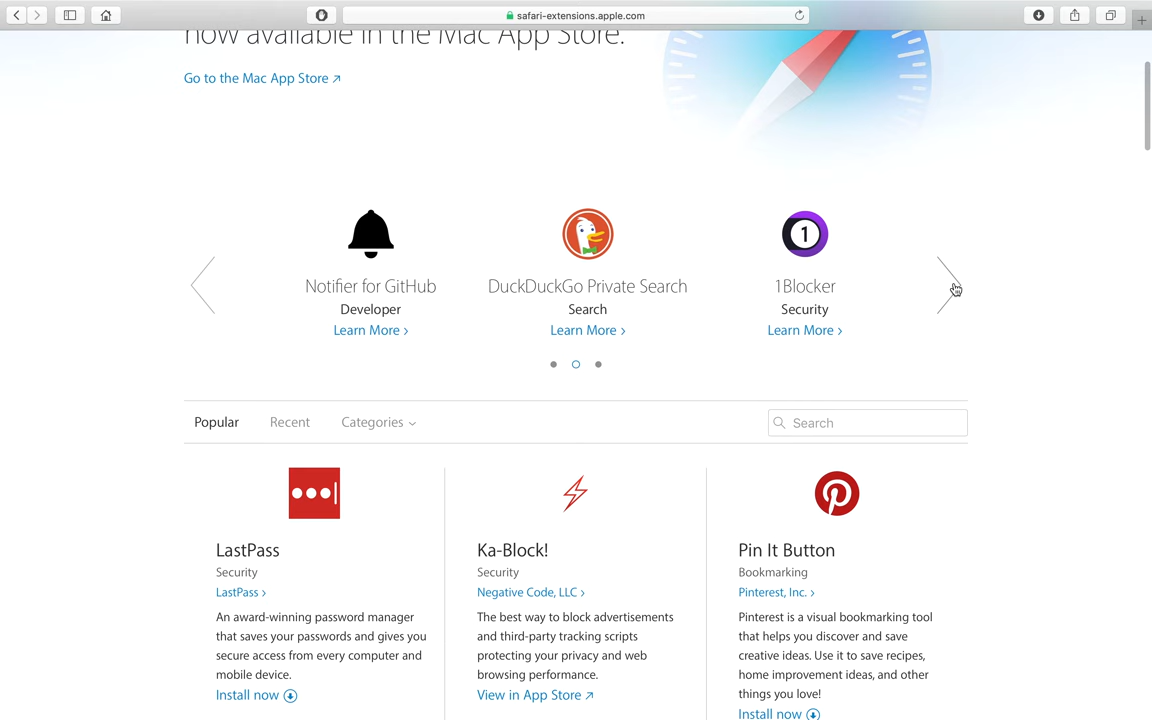 safari-extensions.apple.com
now available in the Mac App Store.
Go to the Mac App Store ↗
1
Notifier for GitHub
DuckDuckGo Private Search
1Blocker
Developer
Search
Security
Learn More ›
Learn More ›
Learn More ›
Popular
Recent
Categories
Search
LastPass
Security
LastPass ›
An award-winning password manager
that saves your passwords and gives you
secure access from every computer and
mobile device.
Install now
Ka-Block!
Security
Negative Code, LLC ›
The best way to block advertisements
and third-party tracking scripts
protecting your privacy and web
browsing performance.
View in App Store ↗
Pin It Button
Bookmarking
Pinterest, Inc. ›
Pinterest is a visual bookmarking tool
that helps you discover and save
creative ideas. Use it to save recipes,
home improvement ideas, and other
things you love!
Install now